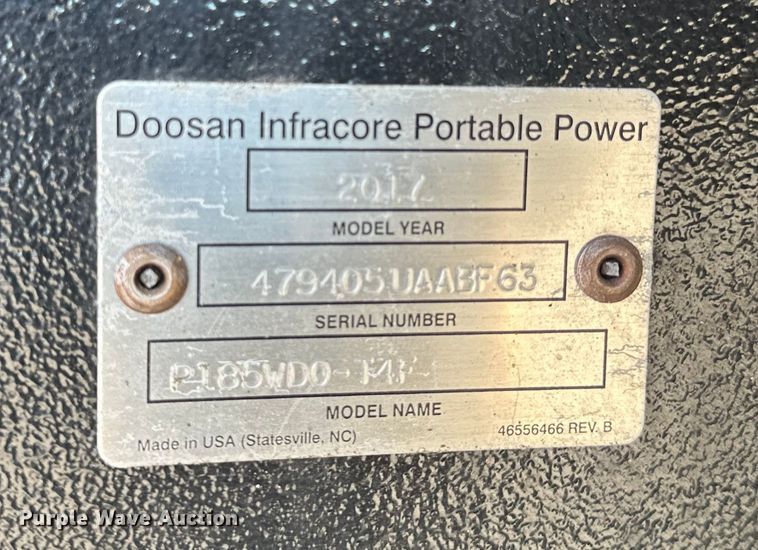 Doosan Infracore Portable Power
2017
MODEL YEAR
479405UAABF63
SERIAL NUMBER
P185WDO-T4F
MODEL NAME
Made in USA (Statesville, NC)
46556466 REV. B
Purple Wave Auction